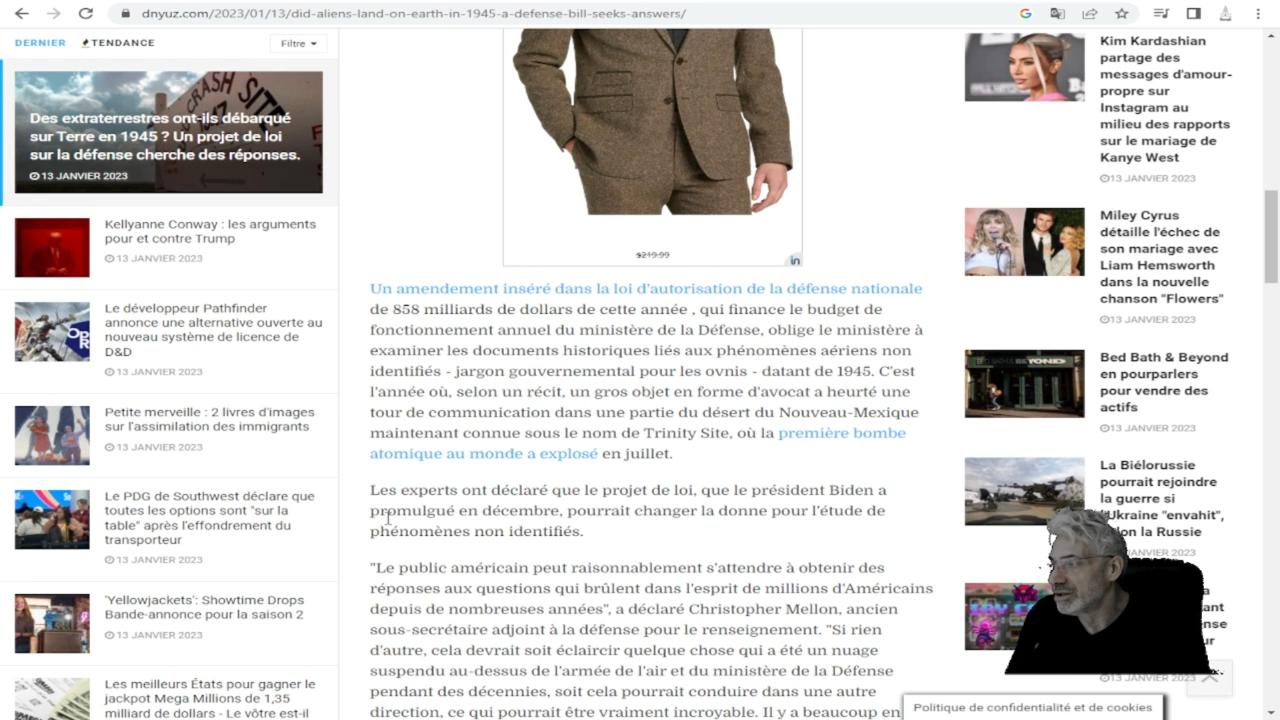 dnyuz.com/2023/01/13/did-aliens-land-on-earth-in-1945-a-defense-bill-seeks-answers/
DERNIER
TENDANCE
Filtre
CRASH SITE
Des extraterrestres ont-ils débarqué
sur Terre en 1945 ? Un projet de loi
sur la défense cherche des réponses.
13 JANVIER 2023
Kellyanne Conway : les arguments
pour et contre Trump
13 JANVIER 2023
Le développeur Pathfinder
annonce une alternative ouverte au
nouveau système de licence de
D&D
13 JANVIER 2023
Petite merveille : 2 livres d'images
sur l'assimilation des immigrants
13 JANVIER 2023
Le PDG de Southwest déclare que
toutes les options sont "sur la
table" après l'effondrement du
transporteur
13 JANVIER 2023
'Yellowjackets': Showtime Drops
Bande-annonce pour la saison 2
13 JANVIER 2023
Les meilleurs États pour gagner le
jackpot Mega Millions de 1,35
milliard de dollars - Le vôtre est-il
$219.99
in
Un amendement inséré dans la loi d'autorisation de la défense nationale
de 858 milliards de dollars de cette année , qui finance le budget de
fonctionnement annuel du ministère de la Défense, oblige le ministère à
examiner les documents historiques liés aux phénomènes aériens non
identifiés - jargon gouvernemental pour les ovnis - datant de 1945. C'est
l'année où, selon un récit, un gros objet en forme d'avocat a heurté une
tour de communication dans une partie du désert du Nouveau-Mexique
maintenant connue sous le nom de Trinity Site, où la première bombe
atomique au monde a explosé en juillet.
Les experts ont déclaré que le projet de loi, que le président Biden a
promulgué en décembre, pourrait changer la donne pour l'étude de
phénomènes non identifiés.
"Le public américain peut raisonnablement s'attendre à obtenir des
réponses aux questions qui brûlent dans l'esprit de millions d'Américains
depuis de nombreuses années", a déclaré Christopher Mellon, ancien
sous-secrétaire adjoint à la défense pour le renseignement. "Si rien
d'autre, cela devrait soit éclaircir quelque chose qui a été un nuage
suspendu au-dessus de l'armée de l'air et du ministère de la Défense
pendant des décennies, soit cela pourrait conduire dans une autre
direction, ce qui pourrait être vraiment incroyable. Il y a beaucoup en
Kim Kardashian
partage des
messages d'amour-
propre sur
Instagram au
milieu des rapports
sur le mariage de
Kanye West
13 JANVIER 2023
Miley Cyrus
détaille l'échec de
son mariage avec
Liam Hemsworth
dans la nouvelle
chanson "Flowers"
13 JANVIER 2023
Bed Bath & Beyond
en pourparlers
pour vendre des
actifs
13 JANVIER 2023
La Biélorussie
pourrait rejoindre
la guerre si
l'Ukraine "envahit",
selon la Russie
JANVIER 2023
13 JANVIER 2023
Politique de confidentialité et de cookies